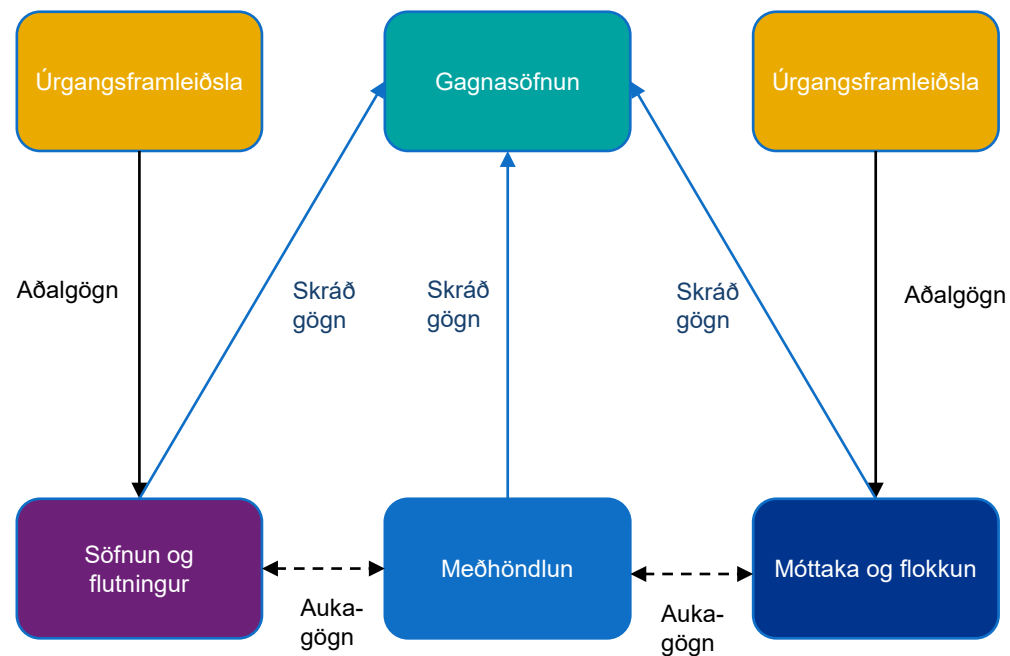 Úrgangsframleiðsla
Gagnasöfnun
Úrgangsframleiðsla
Aðalgögn
Skráð
gögn
Skráð
gögn
Skráð
gögn
Aðalgögn
Söfnun og
flutningur
Auka-
gögn
Meðhöndlun
Auka-
gögn
Móttaka og flokkun